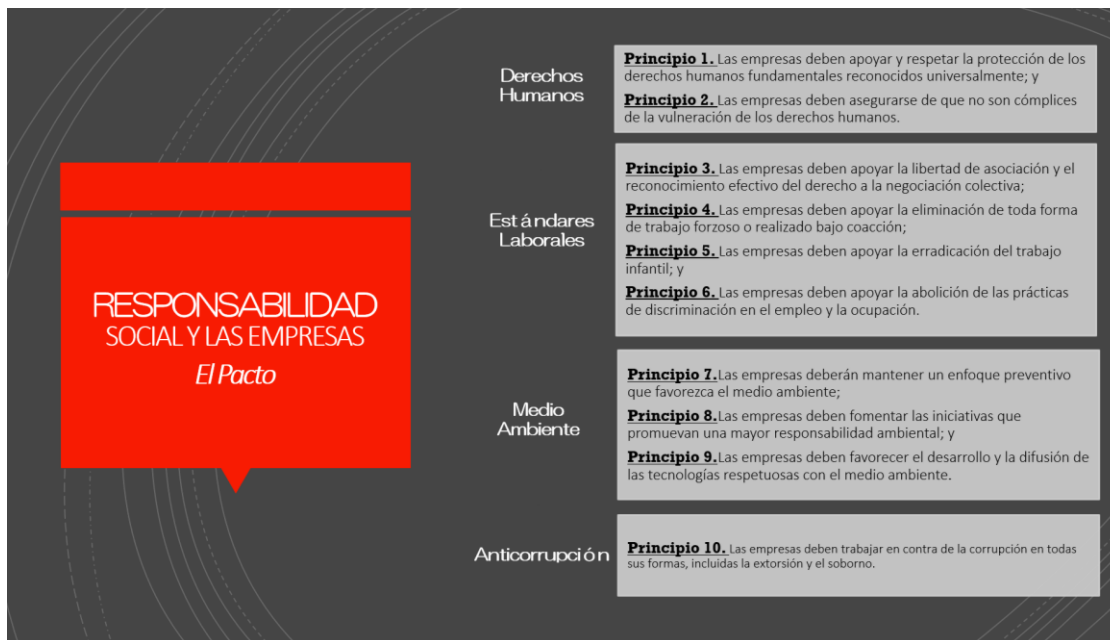 RESPONSABILIDAD
SOCIAL Y LAS EMPRESAS
El Pacto
Derechos
Humanos
Principio 1. Las empresas deben apoyar y respetar la protección de los
derechos humanos fundamentales reconocidos universalmente; y
Principio 2. Las empresas deben asegurarse de que no son cómplices
de la vulneración de los derechos humanos.
Estándares
Laborales
Principio 3. Las empresas deben apoyar la libertad de asociación y el
reconocimiento efectivo del derecho a la negociación colectiva;
Principio 4. Las empresas deben apoyar la eliminación de toda forma
de trabajo forzoso o realizado bajo coacción;
Principio 5. Las empresas deben apoyar la erradicación del trabajo
infantil; y
Principio 6. Las empresas deben apoyar la abolición de las prácticas
de discriminación en el empleo y la ocupación.
Medio
Ambiente
Principio 7.Las empresas deberán mantener un enfoque preventivo
que favorezca el medio ambiente;
Principio 8.Las empresas deben fomentar las iniciativas que
promuevan una mayor responsabilidad ambiental; y
Principio 9.Las empresas deben favorecer el desarrollo y la difusión de
las tecnologías respetuosas con el medio ambiente.
Anticorrupción
Principio 10. Las empresas deben trabajar en contra de la corrupción en todas
sus formas, incluidas la extorsión y el soborno.